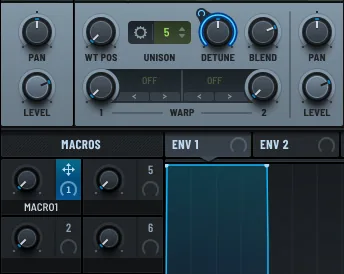 5
PAN WT POS UNISON DETUNE BLEND PAN
OFF OFF
< > < >
LEVEL 1 WARP 2 LEVEL
MACROS ENV 1 ENV 2
1 5
MACRO1
2 6